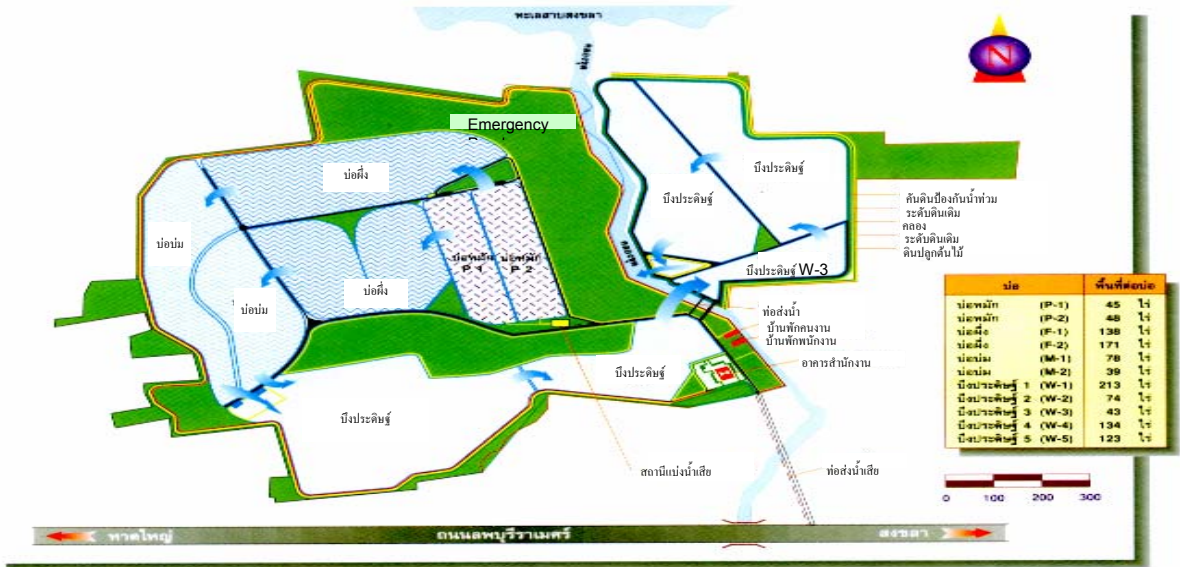 ทะเลสาบสงขลา
คลองแห
N
Emergency
บ่อผึ่ง
บึงประดิษฐ์
บึงประดิษฐ์
คันดินป้องกันน้ำท่วม
ระดับดินเดิม
คลอง
ระดับดินเดิม
ดินปลูกต้นไม้
บ่อบ่ม
บ่อหมัก P 1
บ่อหมัก P 2
บึงประดิษฐ์ W-3
บ่อผึ่ง
บ่อบ่ม
ท่อส่งน้ำ
บ้านพักคนงาน
บ้านพักพนักงาน
อาคารสำนักงาน
บึงประดิษฐ์
บึงประดิษฐ์
สถานีแบ่งน้ำเสีย
ท่อส่งน้ำเสีย
บ่อ พื้นที่ต่อบ่อ
บ่อหมัก (P-1) 45 ไร่
บ่อหมัก (P-2) 48 ไร่
บ่อผึ่ง (F-1) 138 ไร่
บ่อผึ่ง (F-2) 171 ไร่
บ่อบ่ม (M-1) 78 ไร่
บ่อบ่ม (M-2) 39 ไร่
บึงประดิษฐ์ 1 (W-1) 213 ไร่
บึงประดิษฐ์ 2 (W-2) 74 ไร่
บึงประดิษฐ์ 3 (W-3) 43 ไร่
บึงประดิษฐ์ 4 (W-4) 134 ไร่
บึงประดิษฐ์ 5 (W-5) 123 ไร่
0 100 200 300
หาดใหญ่ ถนนลพบุรีราเมศวร์ สงขลา